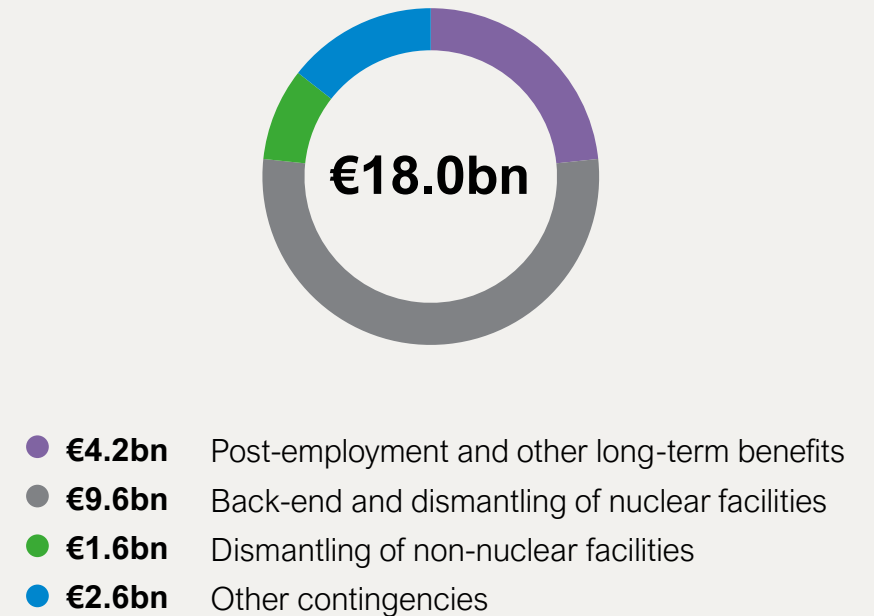 €18.0bn
€4.2bn Post-employment and other long-term benefits
€9.6bn Back-end and dismantling of nuclear facilities
€1.6bn Dismantling of non-nuclear facilities
€2.6bn Other contingencies